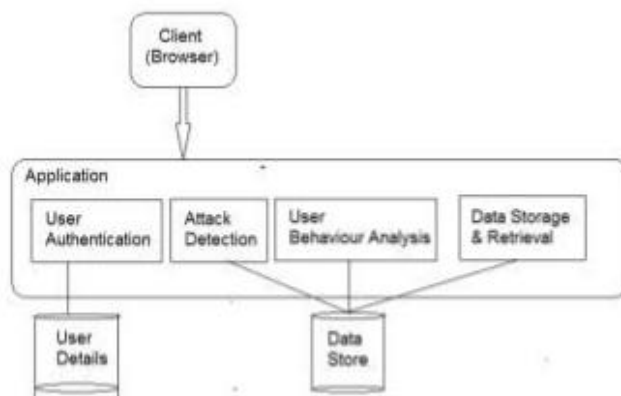 Client
(Browser)
Application
User
Authentication
Attack
Detection
User
Behaviour Analysis
Data Storage
& Retrieval
User
Details
Data
Store